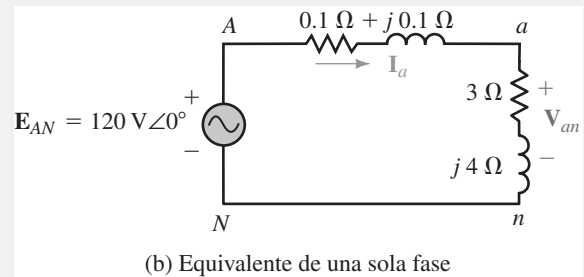 0.1 Ω + j 0.1 Ω
A
a
I_a
3 Ω
+
V_an
−
+
E_AN = 120 V∠0°
−
j 4 Ω
N
n
(b) Equivalente de una sola fase